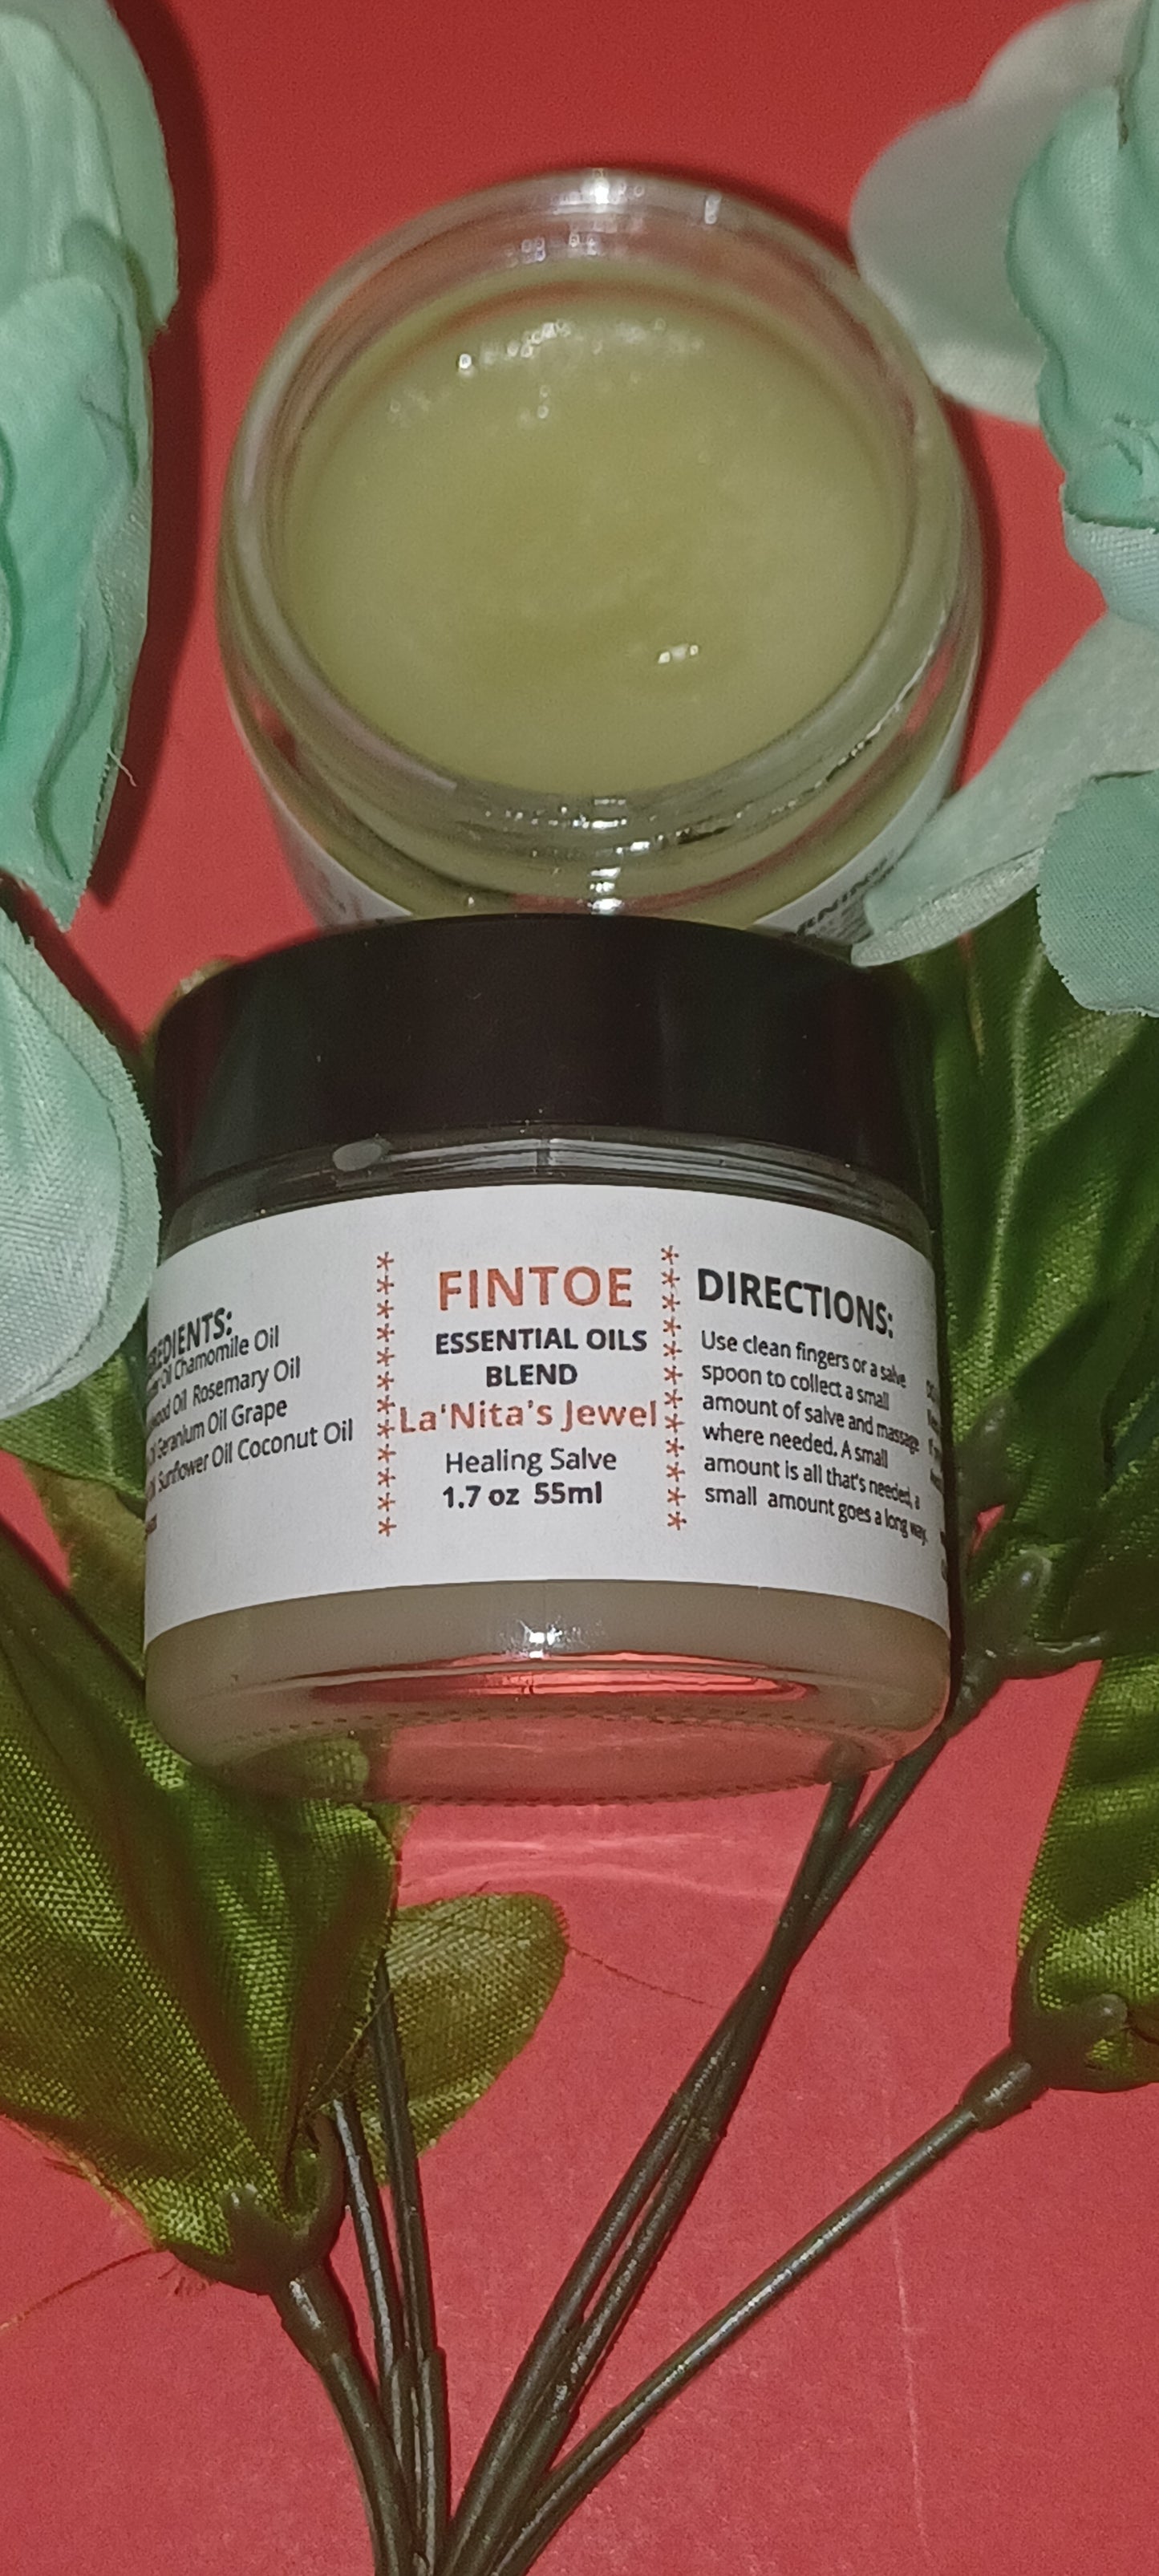 Oil Chamomile Oil
Oil Rosemary Oil
Geranium Oil Grape
Sunflower Oil Coconut Oil
FINTOE
ESSENTIAL OILS
BLEND
La'Nita's Jewel
Healing Salve
1.7 oz 55ml
DIRECTIONS:
Use clean fingers or a salve
spoon to collect a small
amount of salve and massage
where needed. A small
amount is all that's needed, a
small amount goes a long way.